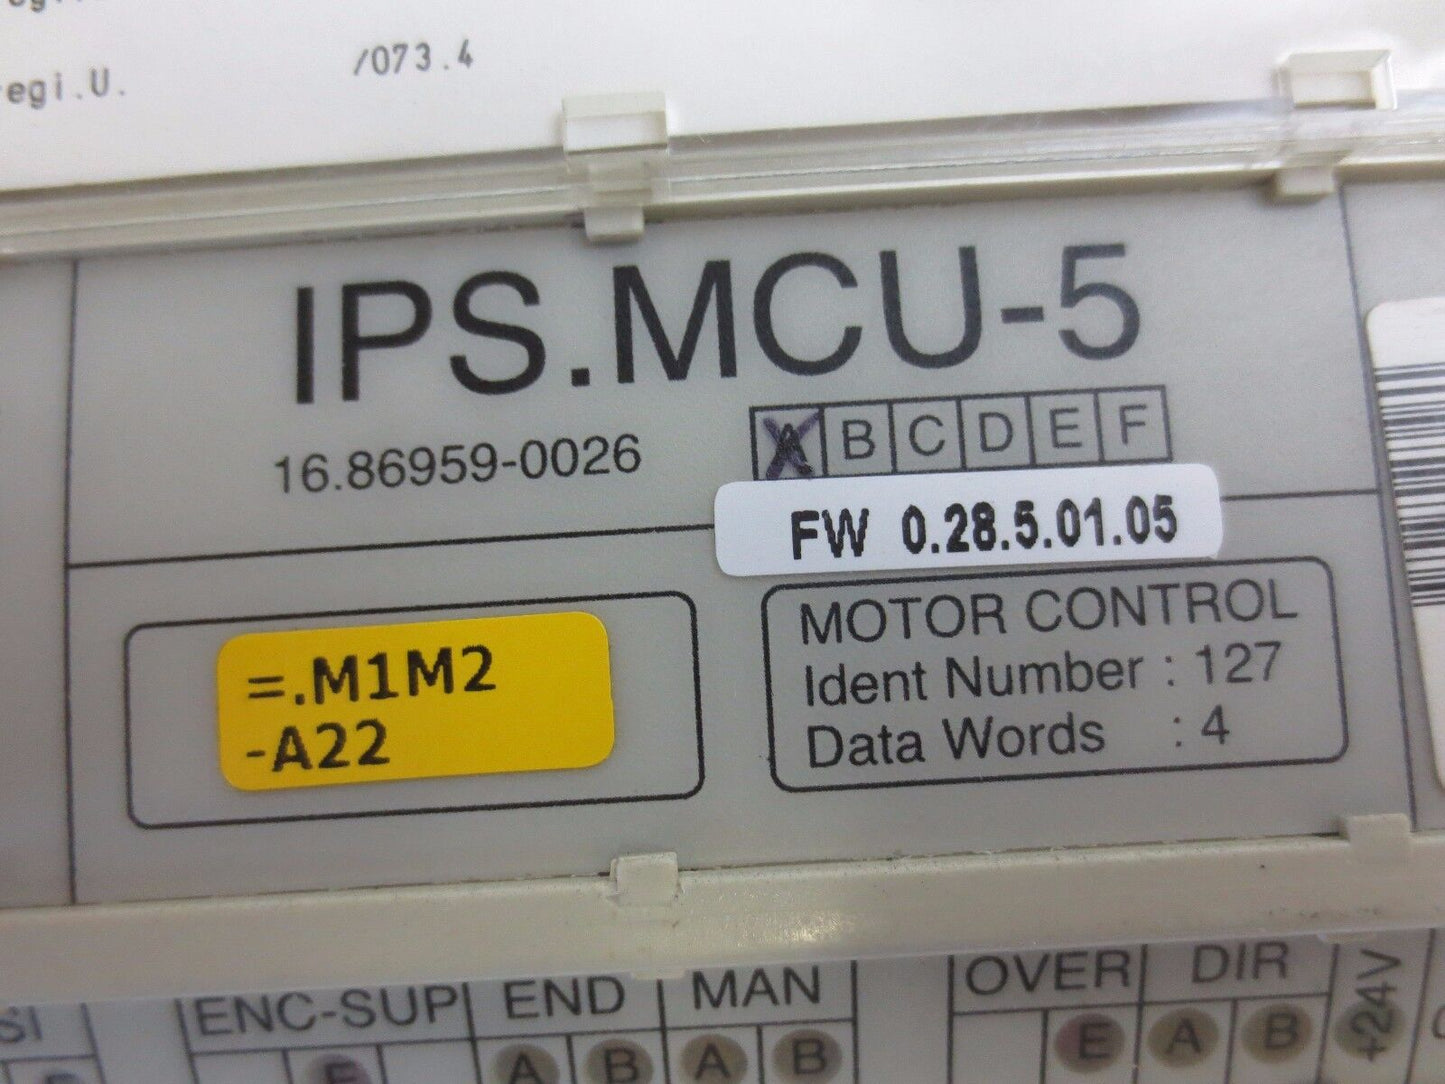 egi.U.
/073.4
IPS.MCU-5
16.86959-0026
A B C D E F
FW 0.28.5.01.05
=.M1M2
-A22
MOTOR CONTROL
Ident Number : 127
Data Words : 4
ENC-SUP END MAN OVER DIR +24V
E A B A B E A B